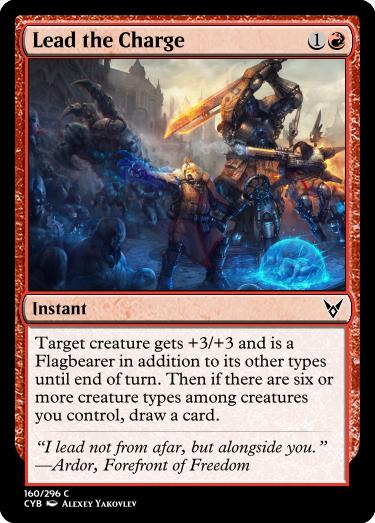 Lead the Charge 1
Instant
Target creature gets +3/+3 and is a
Flagbearer in addition to its other types
until end of turn. Then if there are six or
more creature types among creatures
you control, draw a card.
“I lead not from afar, but alongside you.”
—Ardor, Forefront of Freedom
160/296 C
CYB Alexey Yakovlev